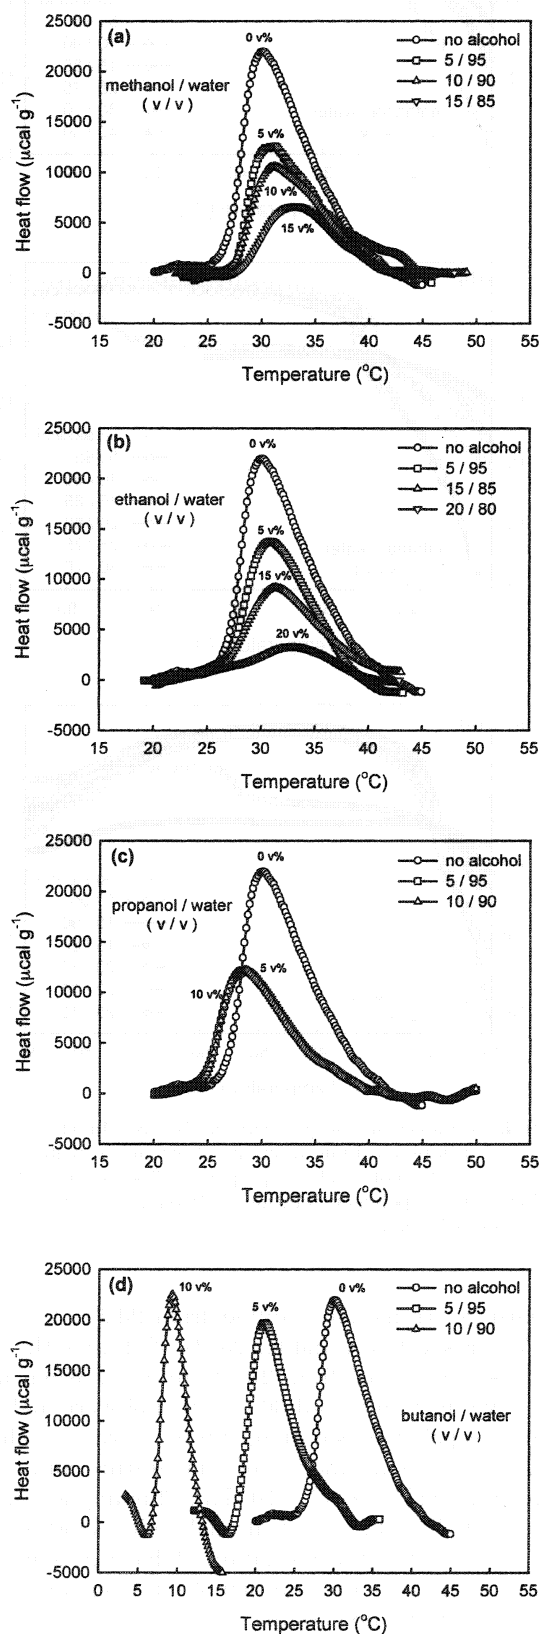 (a)
0 v%
no alcohol
5 / 95
10 / 90
15 / 85
methanol / water
( v / v )
5 v%
10 v%
15 v%
25000
20000
15000
10000
5000
0
-5000
Heat flow (µcal g-1)
15 20 25 30 35 40 45 50 55
Temperature (oC)
(b)
0 v%
no alcohol
5 / 95
15 / 85
20 / 80
ethanol / water
( v / v )
5 v%
15 v%
20 v%
25000
20000
15000
10000
5000
0
-5000
Heat flow (µcal g-1)
15 20 25 30 35 40 45 50 55
Temperature (oC)
(c)
0 v%
no alcohol
5 / 95
10 / 90
propanol / water
( v / v )
5 v%
10 v%
25000
20000
15000
10000
5000
0
-5000
Heat flow (µcal g-1)
15 20 25 30 35 40 45 50 55
Temperature (oC)
(d)
10 v%
5 v%
0 v%
no alcohol
5 / 95
10 / 90
butanol / water
( v / v )
25000
20000
15000
10000
5000
0
-5000
Heat flow (µcal g-1)
0 5 10 15 20 25 30 35 40 45 50 55
Temperature (oC)